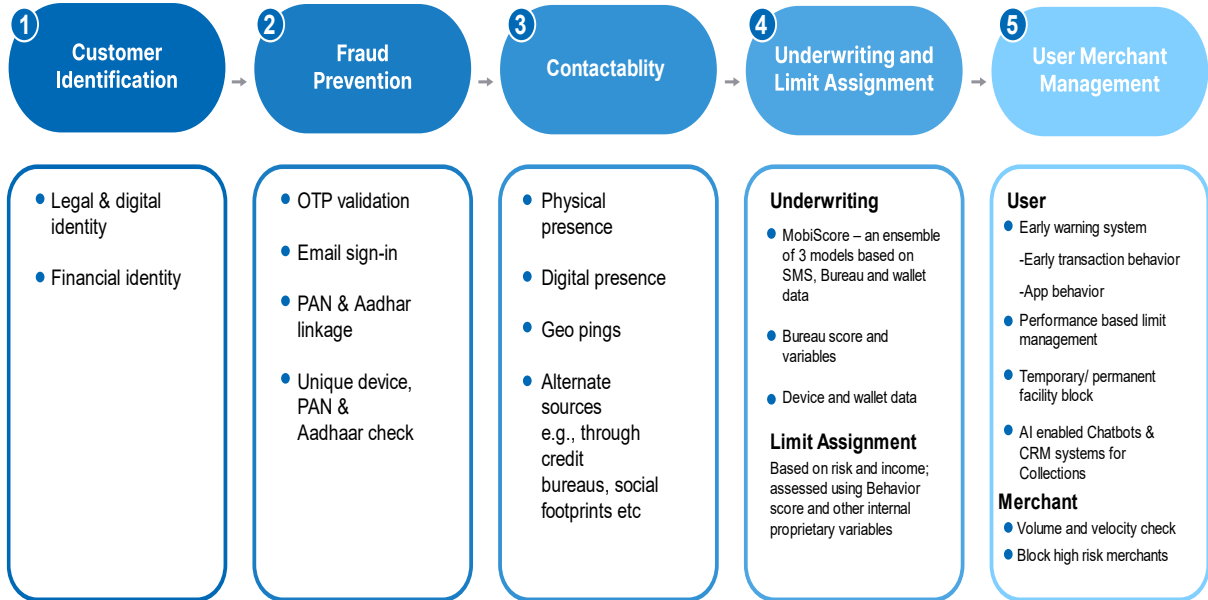 1
Customer
Identification
2
Fraud
Prevention
3
Contactablity
4
Underwriting and
Limit Assignment
5
User Merchant
Management
• Legal & digital
identity
• Financial identity
• OTP validation
• Email sign-in
• PAN & Aadhar
linkage
• Unique device,
PAN &
Aadhaar check
• Physical
presence
• Digital presence
• Geo pings
• Alternate
sources
e.g., through
credit
bureaus, social
footprints etc
Underwriting
• MobiScore – an ensemble
of 3 models based on
SMS, Bureau and wallet
data
• Bureau score and
variables
• Device and wallet data
Limit Assignment
Based on risk and income;
assessed using Behavior
score and other internal
proprietary variables
User
• Early warning system
-Early transaction behavior
-App behavior
• Performance based limit
management
• Temporary/ permanent
facility block
• AI enabled Chatbots &
CRM systems for
Collections
Merchant
• Volume and velocity check
• Block high risk merchants